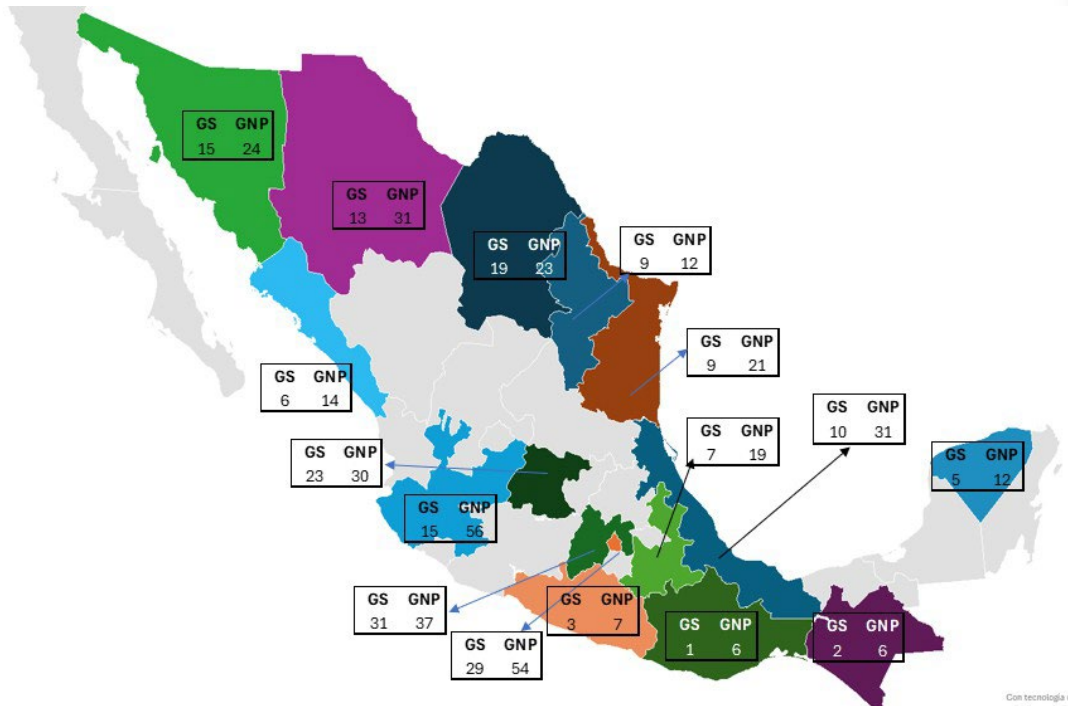 GS GNP
15 24
GS GNP
13 31
GS GNP
19 23
GS GNP
9 12
GS GNP
9 21
GS GNP
6 14
GS GNP
10 31
GS GNP
7 19
GS GNP
23 30
GS GNP
5 12
GS GNP
15 56
GS GNP
31 37
GS GNP
3 7
GS GNP
1 6
GS GNP
2 6
GS GNP
29 54
Con tecnología